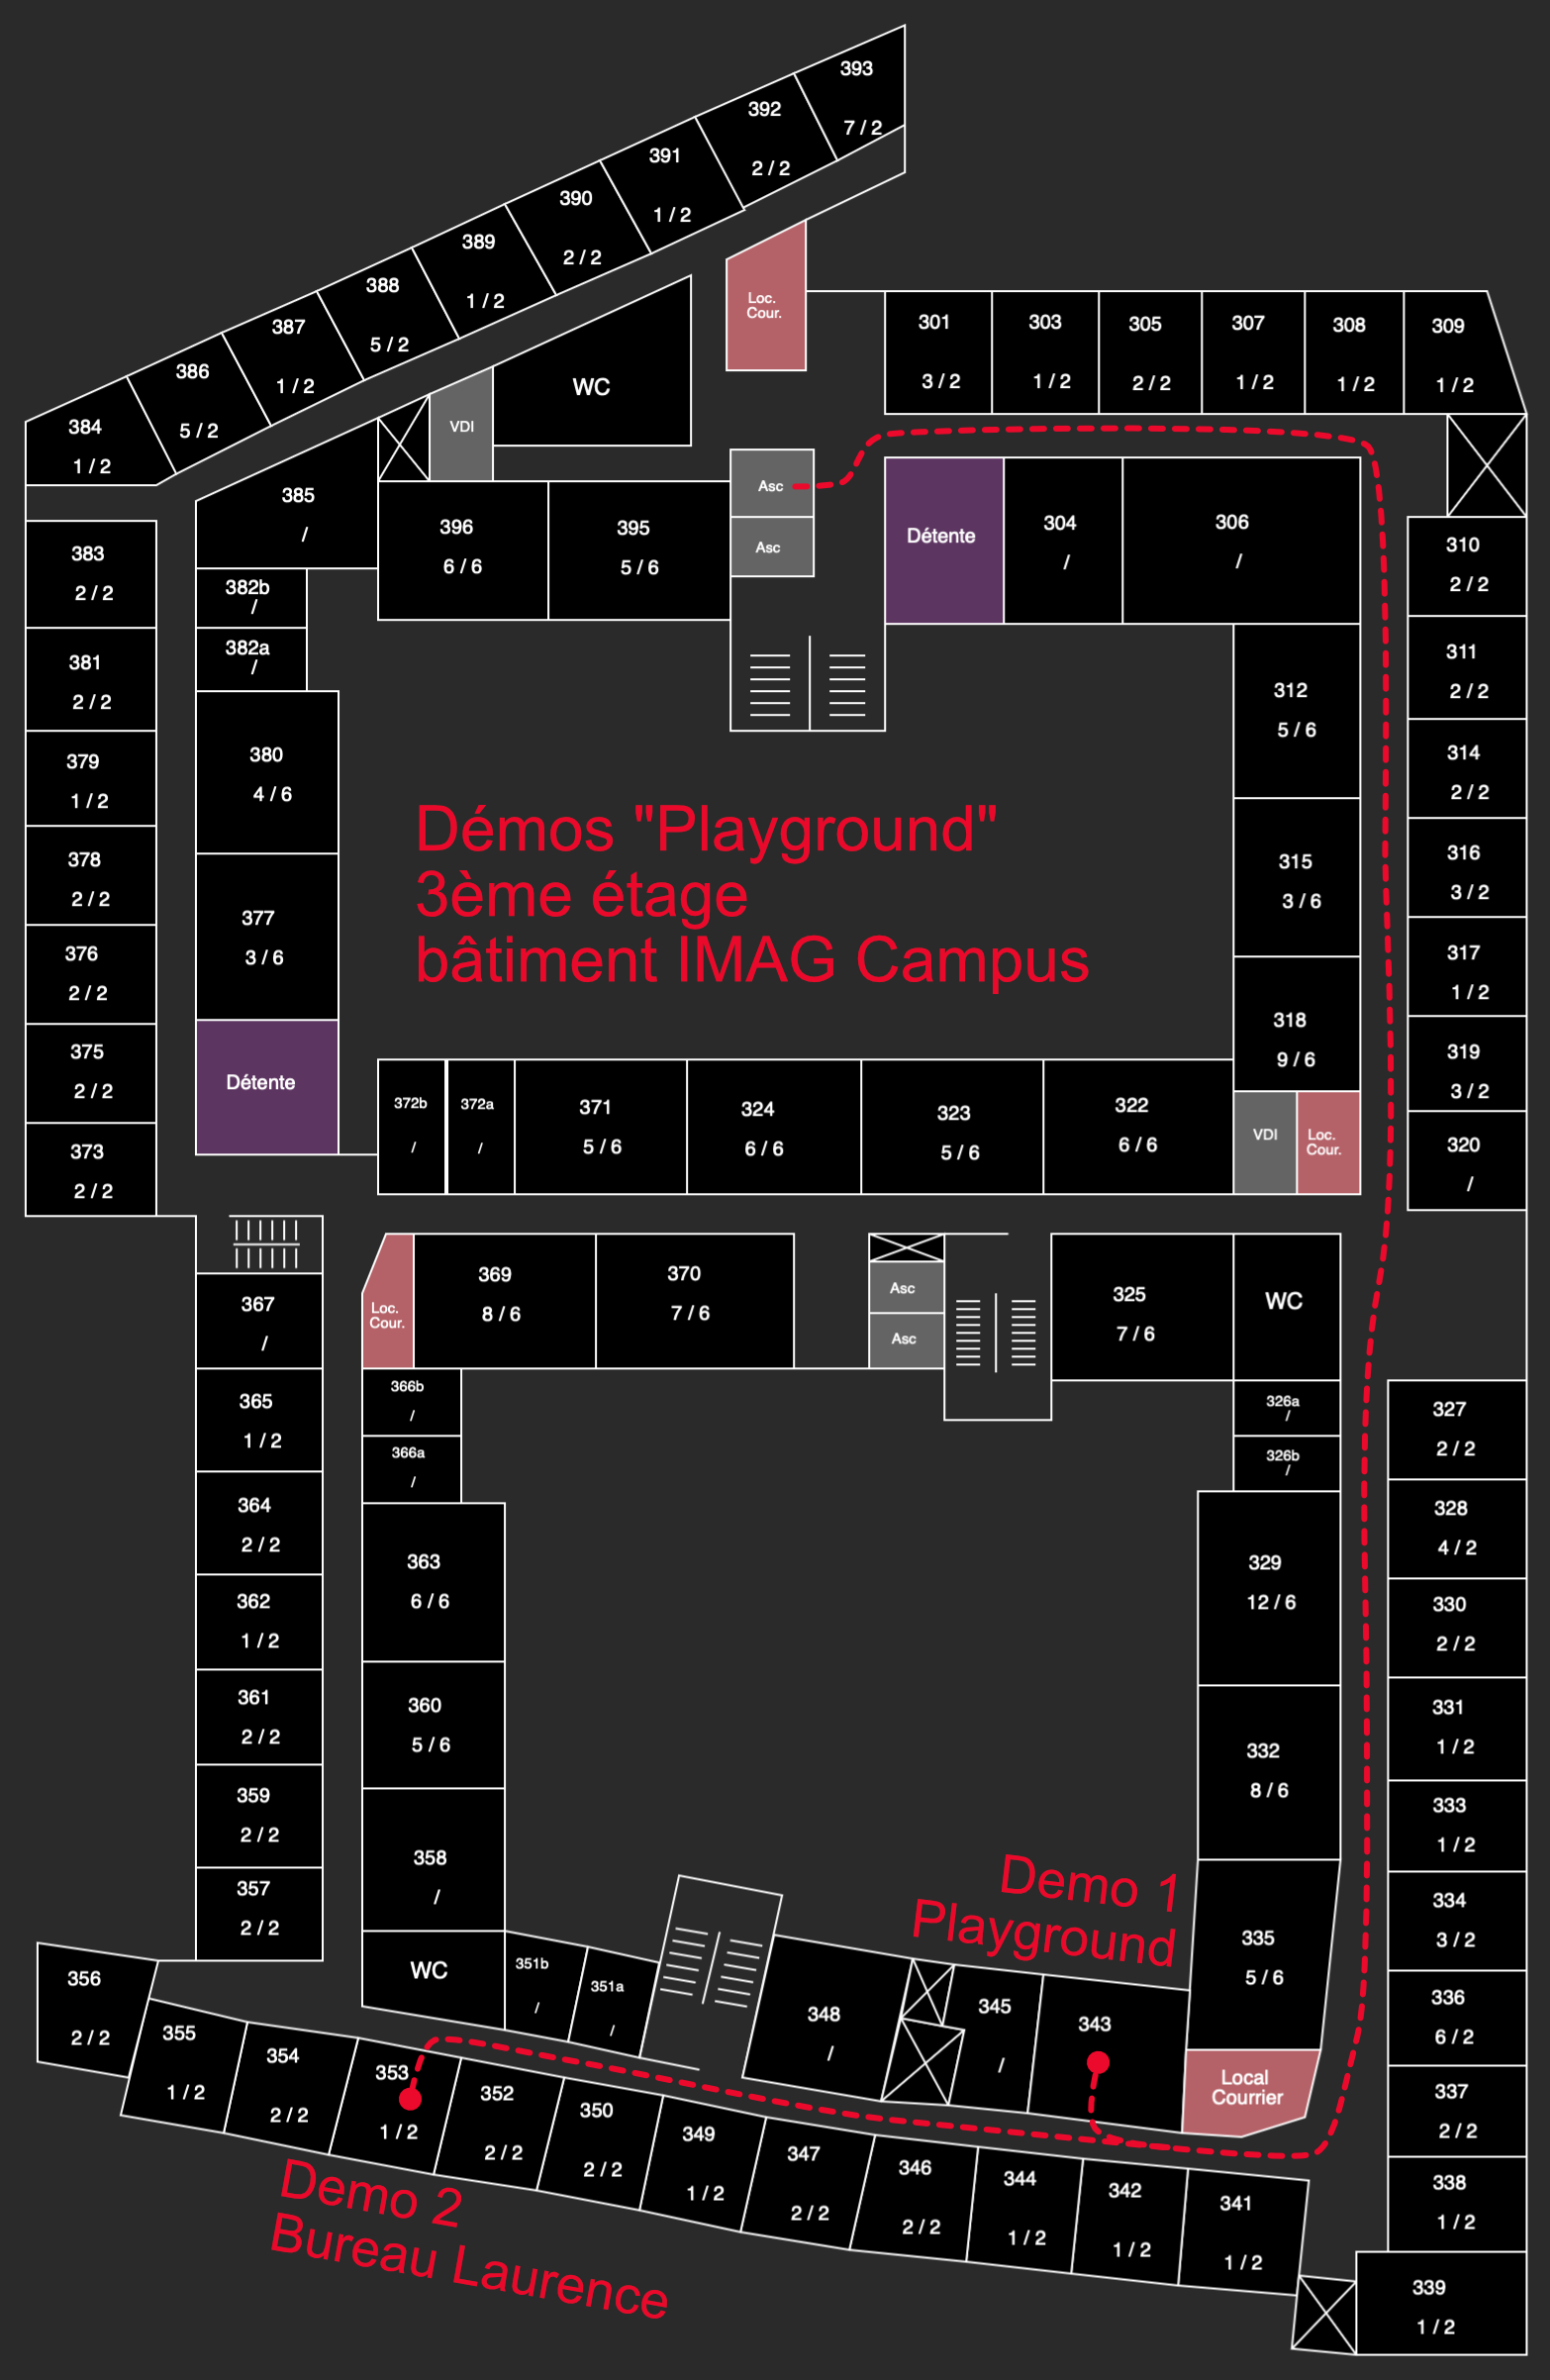 393
7 / 2
392
2 / 2
391
1 / 2
390
2 / 2
389
1 / 2
388
5 / 2
387
1 / 2
386
5 / 2
384
1 / 2
Loc.
Cour.
301
3 / 2
303
1 / 2
305
2 / 2
307
1 / 2
308
1 / 2
309
1 / 2
WC
VDI
385
/
396
6 / 6
395
5 / 6
Asc
Asc
Détente
304
/
306
/
383
2 / 2
382b
/
382a
/
381
2 / 2
380
4 / 6
379
1 / 2
378
2 / 2
377
3 / 6
376
2 / 2
375
2 / 2
Détente
373
2 / 2
310
2 / 2
311
2 / 2
312
5 / 6
314
2 / 2
315
3 / 6
316
3 / 2
317
1 / 2
318
9 / 6
319
3 / 2
320
/
Démos "Playground"
3ème étage
bâtiment IMAG Campus
372b
/
372a
/
371
5 / 6
324
6 / 6
323
5 / 6
322
6 / 6
VDI
Loc.
Cour.
367
/
Loc.
Cour.
369
8 / 6
370
7 / 6
Asc
Asc
325
7 / 6
WC
365
1 / 2
366b
/
366a
/
326a
/
326b
/
327
2 / 2
364
2 / 2
363
6 / 6
328
4 / 2
329
12 / 6
362
1 / 2
330
2 / 2
361
2 / 2
360
5 / 6
331
1 / 2
332
8 / 6
359
2 / 2
333
1 / 2
358
/
357
2 / 2
334
3 / 2
335
5 / 6
Demo 1
Playground
WC
351b
/
351a
/
356
2 / 2
355
1 / 2
354
2 / 2
353
1 / 2
352
2 / 2
350
2 / 2
349
1 / 2
348
/
345
/
343
336
6 / 2
Local
Courrier
337
2 / 2
347
2 / 2
346
2 / 2
344
1 / 2
342
1 / 2
341
1 / 2
338
1 / 2
339
1 / 2
Demo 2
Bureau Laurence